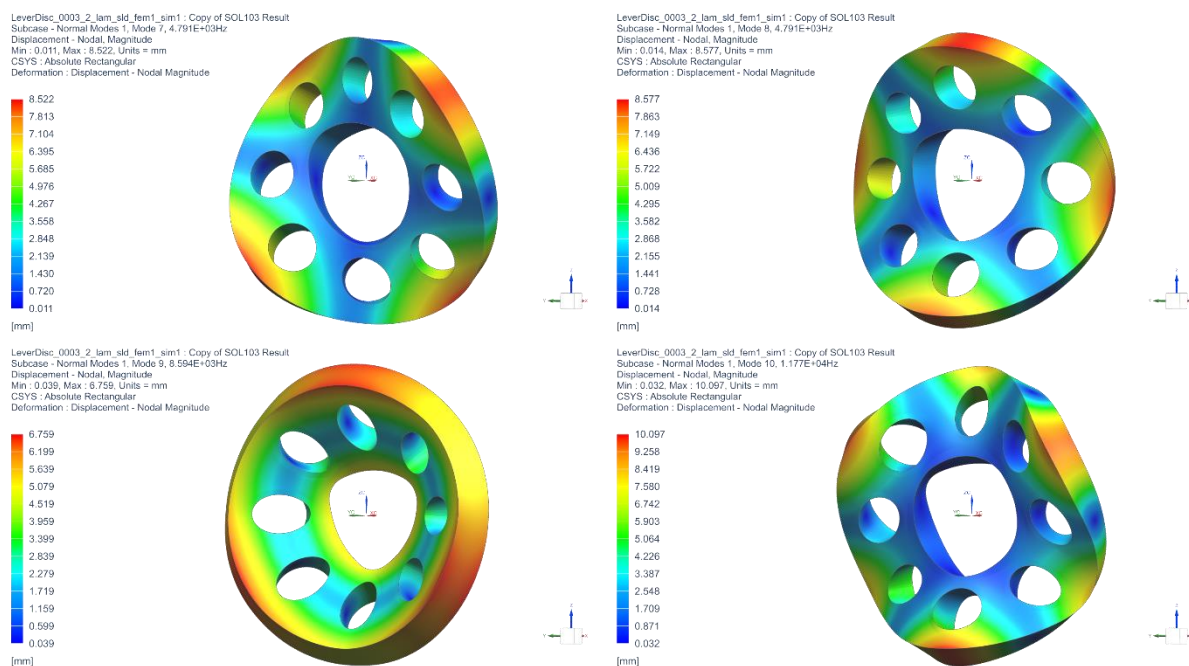 LeverDisc_0003_2_lam_sld_fem1_sim1 : Copy of SOL103 Result
Subcase - Normal Modes 1, Mode 7, 4.791E+03Hz
Displacement - Nodal, Magnitude
Min : 0.011, Max : 8.522, Units = mm
CSYS : Absolute Rectangular
Deformation : Displacement - Nodal Magnitude
8.522
7.813
7.104
6.395
5.685
4.976
4.267
3.558
2.848
2.139
1.430
0.720
0.011
[mm]
LeverDisc_0003_2_lam_sld_fem1_sim1 : Copy of SOL103 Result
Subcase - Normal Modes 1, Mode 8, 4.791E+03Hz
Displacement - Nodal, Magnitude
Min : 0.014, Max : 8.577, Units = mm
CSYS : Absolute Rectangular
Deformation : Displacement - Nodal Magnitude
8.577
7.863
7.149
6.436
5.722
5.009
4.295
3.582
2.868
2.155
1.441
0.728
0.014
[mm]
LeverDisc_0003_2_lam_sld_fem1_sim1 : Copy of SOL103 Result
Subcase - Normal Modes 1, Mode 9, 8.594E+03Hz
Displacement - Nodal, Magnitude
Min : 0.039, Max : 6.759, Units = mm
CSYS : Absolute Rectangular
Deformation : Displacement - Nodal Magnitude
6.759
6.199
5.639
5.079
4.519
3.959
3.399
2.839
2.279
1.719
1.159
0.599
0.039
[mm]
LeverDisc_0003_2_lam_sld_fem1_sim1 : Copy of SOL103 Result
Subcase - Normal Modes 1, Mode 10, 1.177E+04Hz
Displacement - Nodal, Magnitude
Min : 0.032, Max : 10.097, Units = mm
CSYS : Absolute Rectangular
Deformation : Displacement - Nodal Magnitude
10.097
9.258
8.419
7.580
6.742
5.903
5.064
4.226
3.387
2.548
1.709
0.871
0.032
[mm]